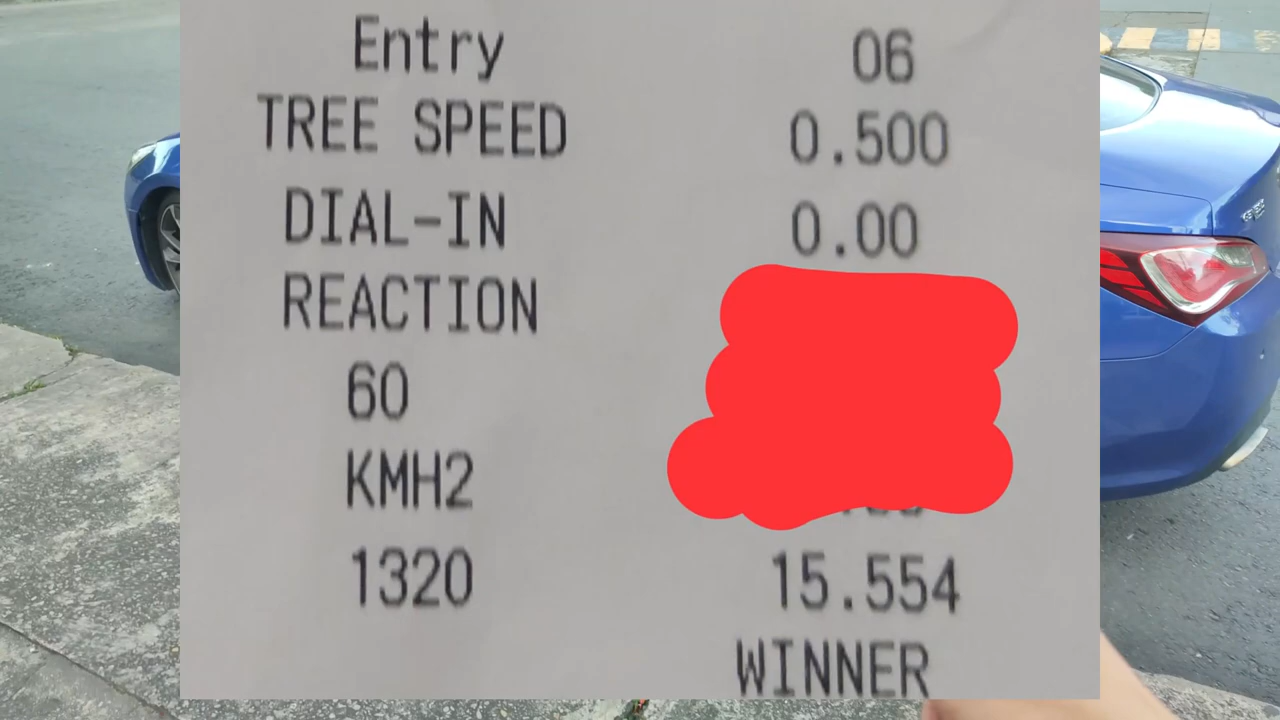 Entry 06
TREE SPEED 0.500
DIAL-IN 0.00
REACTION
60
KMH2
1320 15.554
WINNER